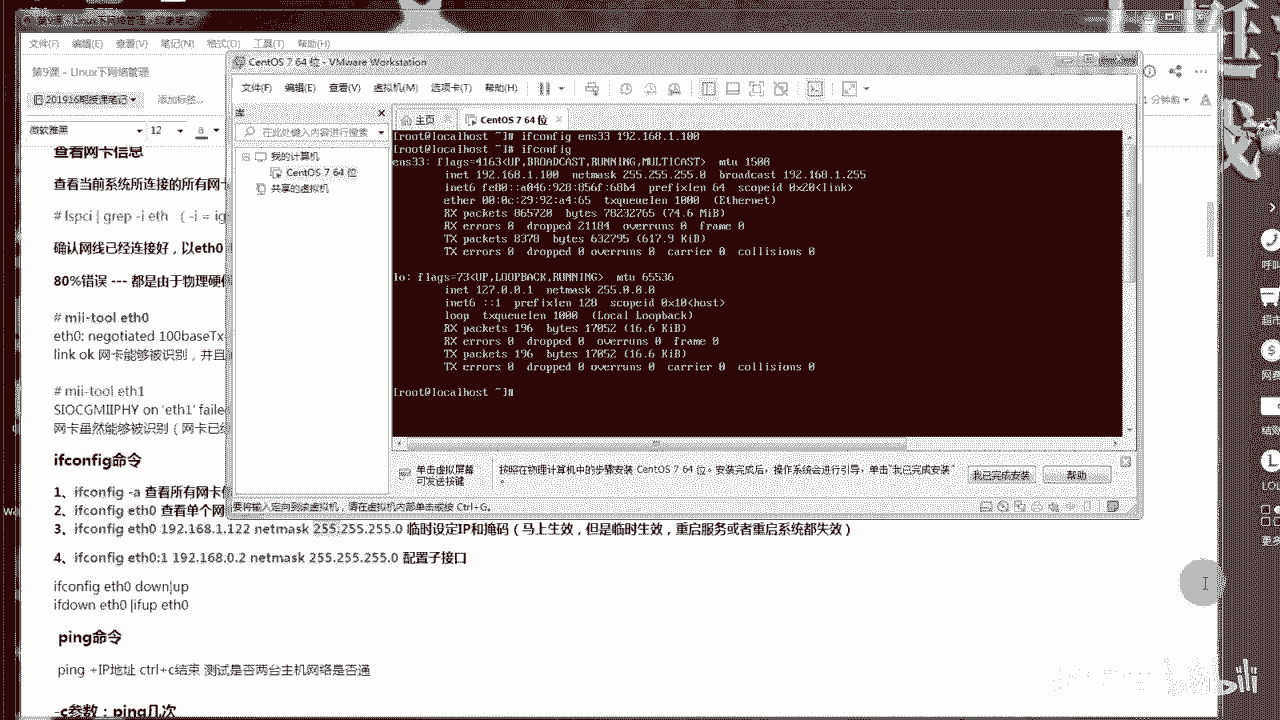 文件(F) 编辑(E) 查看(V) 笔记(N) 格式(O) 工具(T) 帮助(H)
第9课 - Linux下网络管理
201916期班课笔记
添加标签...
1 分钟前
微软雅黑 12 a
查看网卡信息
查看当前系统所连接的所有网卡
# lspci | grep -i eth ( -i = ig
确认网线已经连接好，以eth0
80%错误 --- 都是由于物理硬件
# mii-tool eth0
eth0: negotiated 100baseTx
link ok 网卡能够被识别，并且
# mii-tool eth1
SIOCGMIIPHY on 'eth1' failed
网卡虽然能够被识别（网卡已经
ifconfig命令
1、ifconfig -a 查看所有网卡
2、ifconfig eth0 查看单个网
3、ifconfig eth0 192.168.1.122 netmask 255.255.255.0 临时设定IP和掩码（马上生效，但是临时生效，重启服务或者重启系统都失效）
4、ifconfig eth0:1 192.168.0.2 netmask 255.255.255.0 配置子接口
ifconfig eth0 down|up
ifdown eth0 |ifup eth0
ping命令
ping +IP地址 ctrl+c结束 测试是否两台主机网络是否通
-c参数：ping几次
CentOS 7 64 位 - VMware Workstation
文件(F) 编辑(E) 查看(V) 虚拟机(M) 选项卡(T) 帮助(H)
库
在此处键入内容进行搜索
我的计算机
CentOS 7 64 位
共享的虚拟机
主页
CentOS 7 64 位
[root@localhost ~]# ifconfig ens33 192.168.1.100
[root@localhost ~]# ifconfig
ens33: flags=4163<UP,BROADCAST,RUNNING,MULTICAST> mtu 1500
inet 192.168.1.100 netmask 255.255.255.0 broadcast 192.168.1.255
inet6 fe80::a046:928:856f:68b4 prefixlen 64 scopeid 0x20<link>
ether 00:0c:29:92:a4:65 txqueuelen 1000 (Ethernet)
RX packets 865720 bytes 78232765 (74.6 MiB)
RX errors 0 dropped 21184 overruns 0 frame 0
TX packets 8378 bytes 632795 (617.9 KiB)
TX errors 0 dropped 0 overruns 0 carrier 0 collisions 0
lo: flags=73<UP,LOOPBACK,RUNNING> mtu 65536
inet 127.0.0.1 netmask 255.0.0.0
inet6 ::1 prefixlen 128 scopeid 0x10<host>
loop txqueuelen 1000 (Local Loopback)
RX packets 196 bytes 17052 (16.6 KiB)
RX errors 0 dropped 0 overruns 0 frame 0
TX packets 196 bytes 17052 (16.6 KiB)
TX errors 0 dropped 0 overruns 0 carrier 0 collisions 0
[root@localhost ~]#
单击虚拟屏幕
可发送按键
按照在物理计算机中的步骤安装 CentOS 7 64 位。安装完成后，操作系统会进行引导，单击"我已完成安装"
。
我已完成安装
帮助
要将输入定向到该虚拟机，请在虚拟机内部单击或按 Ctrl+G。